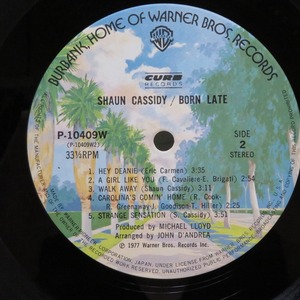 BURBANK, HOME OF WARNER BROS. RECORDS
CURB
RECORDS
SHAUN CASSIDY / BORN LATE
P-10409W
(P-10409W2)
33⅓RPM
SIDE
2
STEREO
1. HEY DEANIE (Eric Carmen) 3:35
2. A GIRL LIKE YOU (F. Cavaliere E. Brigati) 2:54
3. WALK AWAY (Shaun Cassidy) 3:11
4. CAROLINA'S COMIN' HOME (R. Cook-
R. Greenaway-J. Goodison-T. Hiller) 2:57
5. STRANGE SENSATION (S. Cassidy) 3:51
Produced by MICHAEL LLOYD
Arranged by JOHN D'ANDREA
℗ 1977 Warner Bros. Records Inc.